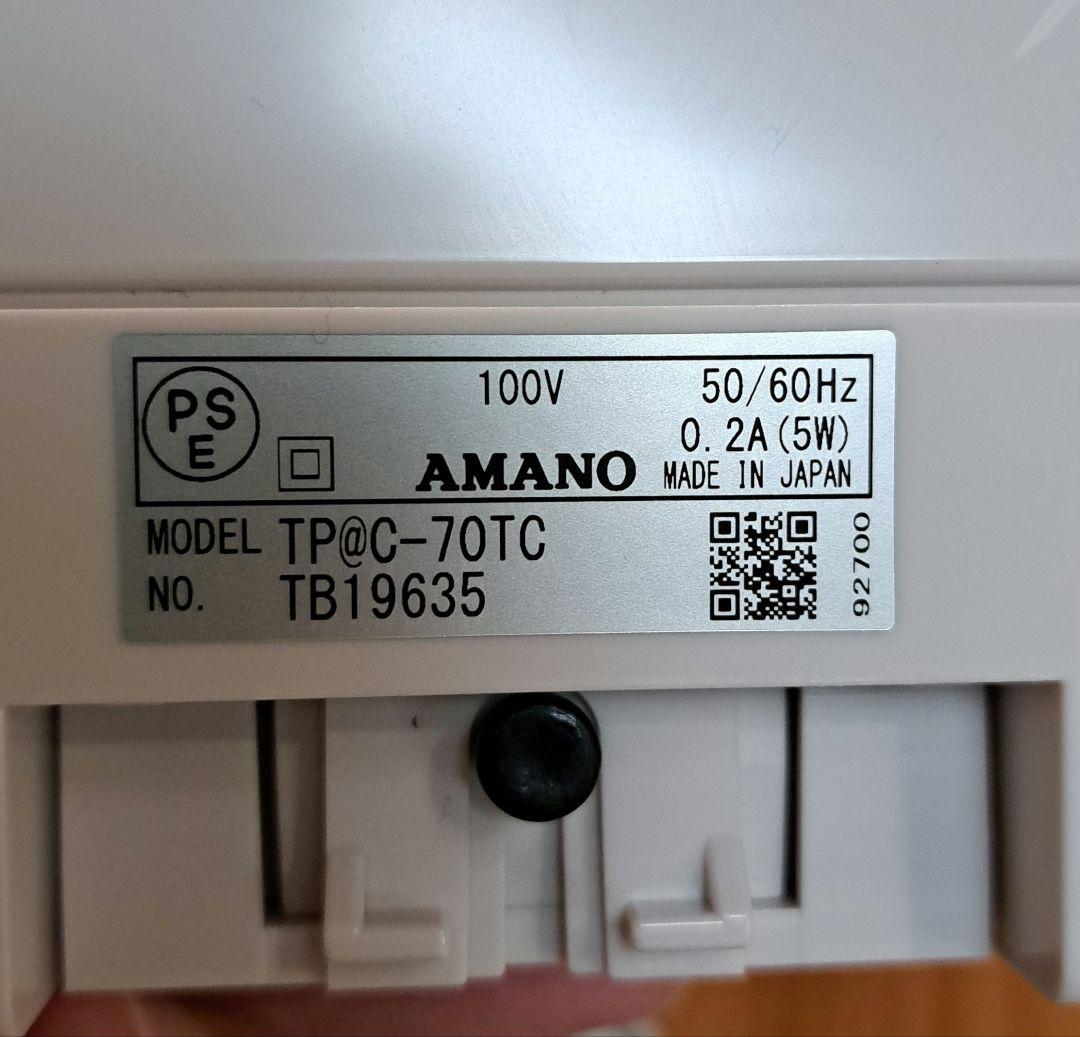 PS
E
100V
50/60Hz
0.2A(5W)
AMANO
MADE IN JAPAN
MODEL TP@C-70TC
NO. TB19635
92700